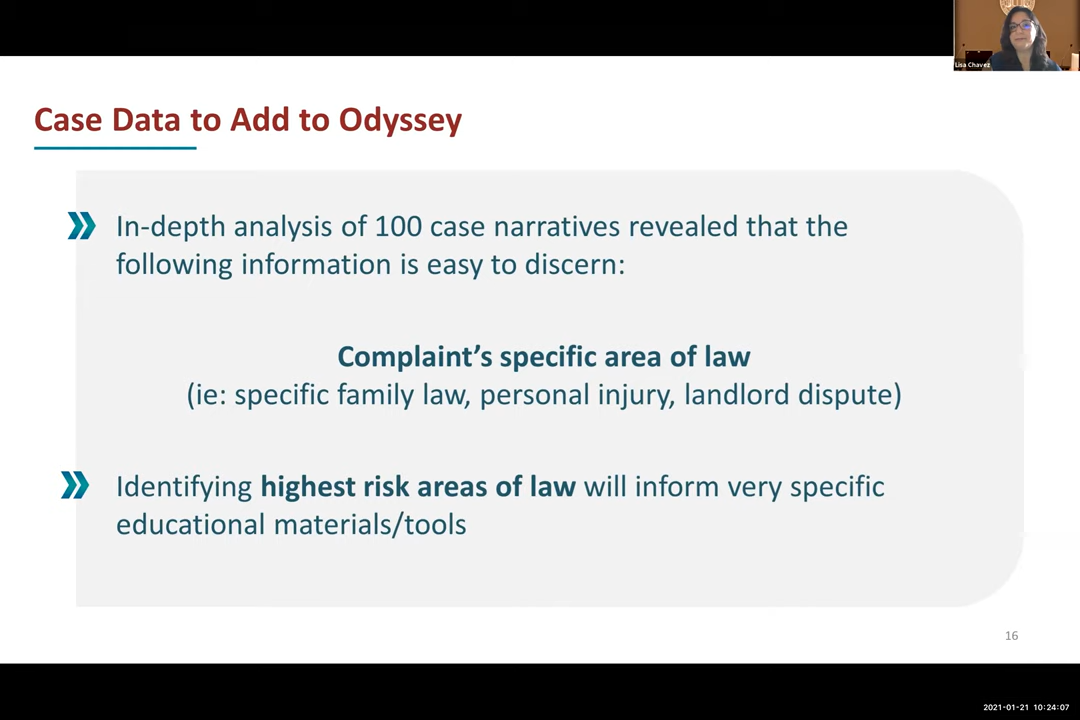 Lisa Chavez
Case Data to Add to Odyssey
In-depth analysis of 100 case narratives revealed that the
following information is easy to discern:
Complaint’s specific area of law
(ie: specific family law, personal injury, landlord dispute)
Identifying highest risk areas of law will inform very specific
educational materials/tools
16
2021-01-21 10:24:07